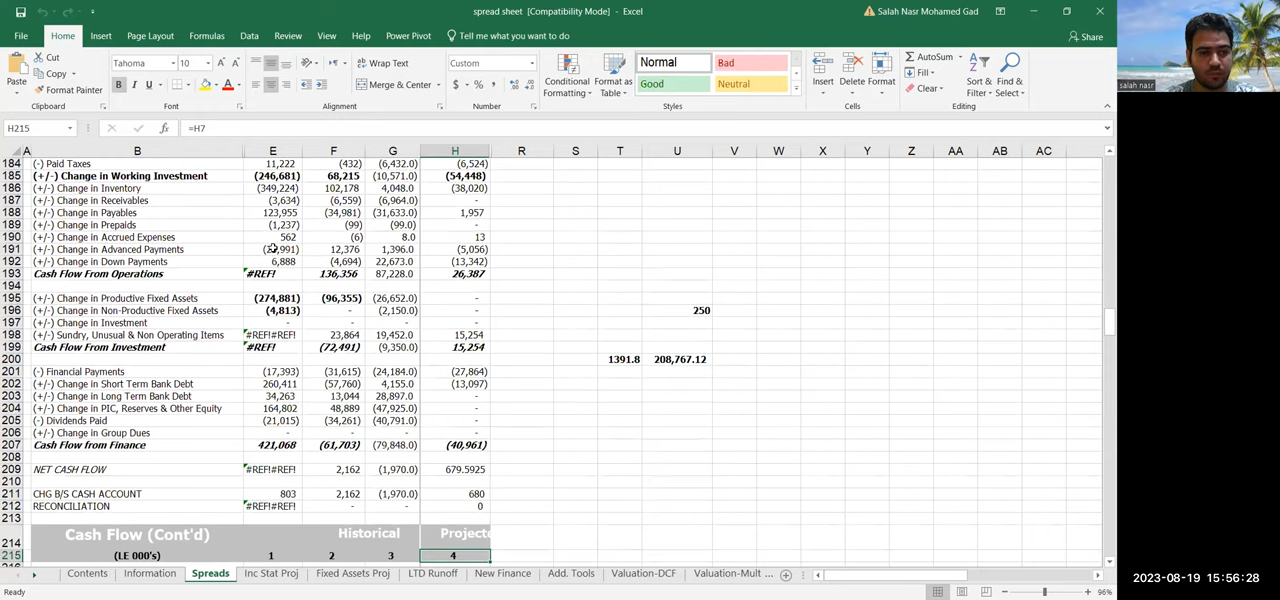 spread sheet [Compatibility Mode] - Excel
Salah Nasr Mohamed Gad
File Home Insert Page Layout Formulas Data Review View Help Power Pivot Tell me what you want to do Share
Paste Cut Copy Format Painter Clipboard
Tahoma Font
Wrap Text Merge & Center Alignment
Custom Number
Conditional Formatting Format as Table Normal Bad Good Neutral Styles
Insert Delete Format Cells
AutoSum Fill Clear Sort & Filter Find & Select Editing
salah nasr
H215 =H7
A B E F G H R S T U V W X Y Z AA AB AC
184 (-) Paid Taxes 11,222 (432) (6,432.0) (6,524)
185 (+/-) Change in Working Investment (246,681) 68,215 (10,571.0) (54,448)
186 (+/-) Change in Inventory (349,224) 102,178 4,048.0 (38,020)
187 (+/-) Change in Receivables (3,634) (6,559) (6,964.0) -
188 (+/-) Change in Payables 123,955 (34,981) (31,633.0) 1,957
189 (+/-) Change in Prepaids (1,237) (99) (99.0) -
190 (+/-) Change in Accrued Expenses 562 (6) 8.0 13
191 (+/-) Change in Advanced Payments 12,376 1,396.0 (5,056)
192 (+/-) Change in Down Payments 6,888 (4,694) 22,673.0 (13,342)
193 Cash Flow From Operations #REF! 136,356 87,228.0 26,387
195 (+/-) Change in Productive Fixed Assets (274,881) (96,355) (26,652.0) -
196 (+/-) Change in Non-Productive Fixed Assets (4,813) - (2,150.0) - 250
197 (+/-) Change in Investment - - - -
198 (+/-) Sundry, Unusual & Non Operating Items #REF!#REF! 23,864 19,452.0 15,254
199 Cash Flow From Investment #REF! (72,491) (9,350.0) 15,254
200 1391.8 208,767.12
201 (-) Financial Payments (17,393) (31,615) (24,184.0) (27,864)
202 (+/-) Change in Short Term Bank Debt 260,411 (57,760) 4,155.0 (13,097)
203 (+/-) Change in Long Term Bank Debt 34,263 13,044 28,897.0 -
204 (+/-) Change in PIC, Reserves & Other Equity 164,802 48,889 (47,925.0) -
205 (-) Dividends Paid (21,015) (34,261) (40,791.0) -
206 (+/-) Change in Group Dues - - - -
207 Cash Flow from Finance 421,068 (61,703) (79,848.0) (40,961)
208
209 NET CASH FLOW #REF!#REF! 2,162 (1,970.0) 679.5925
210
211 CHG B/S CASH ACCOUNT 803 2,162 (1,970.0) 680
212 RECONCILIATION #REF!#REF! - - 0
213
214 Cash Flow (Cont'd) Historical Projecte
215 (LE 000's) 1 2 3 4
Contents Information Spreads Inc Stat Proj Fixed Assets Proj LTD Runoff New Finance Add. Tools Valuation-DCF Valuation-Mult ...
Ready 96%
2023-08-19 15:56:28